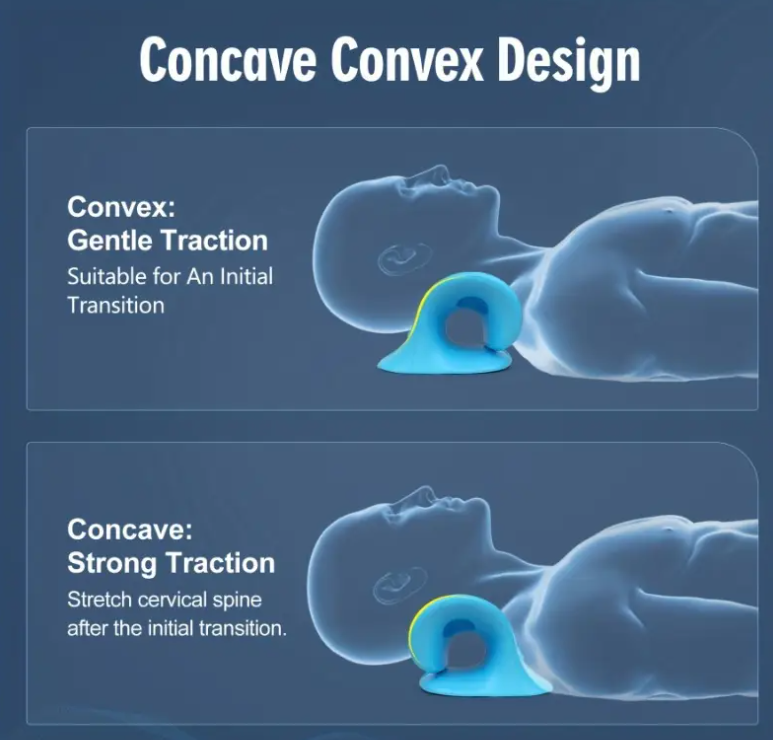 Concave Convex Design
Convex:
Gentle Traction
Suitable for An Initial
Transition
Concave:
Strong Traction
Stretch cervical spine
after the initial transition.